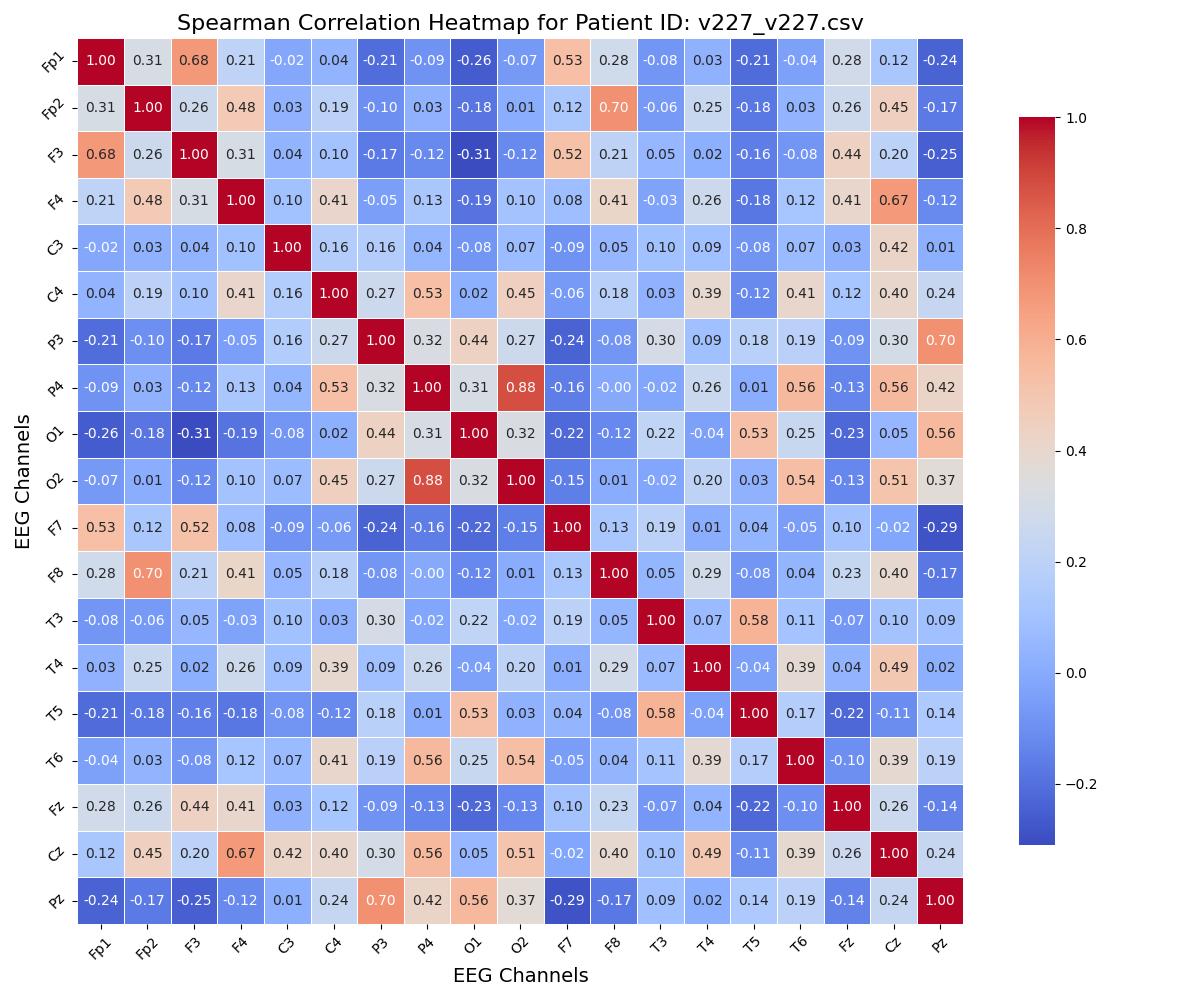 Spearman Correlation Heatmap for Patient ID: v227_v227.csv
Fp1 1.00 0.31 0.68 0.21 -0.02 0.04 -0.21 -0.09 -0.26 -0.07 0.53 0.28 -0.08 0.03 -0.21 -0.04 0.28 0.12 -0.24
Fp2 0.31 1.00 0.26 0.48 0.03 0.19 -0.10 0.03 -0.18 0.01 0.12 0.70 -0.06 0.25 -0.18 0.03 0.26 0.45 -0.17
F3 0.68 0.26 1.00 0.31 0.04 0.10 -0.17 -0.12 -0.31 -0.12 0.52 0.21 0.05 0.02 -0.16 -0.08 0.44 0.20 -0.25
F4 0.21 0.48 0.31 1.00 0.10 0.41 -0.05 0.13 -0.19 0.10 0.08 0.41 -0.03 0.26 -0.18 0.12 0.41 0.67 -0.12
C3 -0.02 0.03 0.04 0.10 1.00 0.16 0.16 0.04 -0.08 0.07 -0.09 0.05 0.10 0.09 -0.08 0.07 0.03 0.42 0.01
C4 0.04 0.19 0.10 0.41 0.16 1.00 0.27 0.53 0.02 0.45 -0.06 0.18 0.03 0.39 -0.12 0.41 0.12 0.40 0.24
P3 -0.21 -0.10 -0.17 -0.05 0.16 0.27 1.00 0.32 0.44 0.27 -0.24 -0.08 0.30 0.09 0.18 0.19 -0.09 0.30 0.70
P4 -0.09 0.03 -0.12 0.13 0.04 0.53 0.32 1.00 0.31 0.88 -0.16 -0.00 -0.02 0.26 0.01 0.56 -0.13 0.56 0.42
O1 -0.26 -0.18 -0.31 -0.19 -0.08 0.02 0.44 0.31 1.00 0.32 -0.22 -0.12 0.22 -0.04 0.53 0.25 -0.23 0.05 0.56
O2 -0.07 0.01 -0.12 0.10 0.07 0.45 0.27 0.88 0.32 1.00 -0.15 0.01 -0.02 0.20 0.03 0.54 -0.13 0.51 0.37
F7 0.53 0.12 0.52 0.08 -0.09 -0.06 -0.24 -0.16 -0.22 -0.15 1.00 0.13 0.19 0.01 0.04 -0.05 0.10 -0.02 -0.29
F8 0.28 0.70 0.21 0.41 0.05 0.18 -0.08 -0.00 -0.12 0.01 0.13 1.00 0.05 0.29 -0.08 0.04 0.23 0.40 -0.17
T3 -0.08 -0.06 0.05 -0.03 0.10 0.03 0.30 -0.02 0.22 -0.02 0.19 0.05 1.00 0.07 0.58 0.11 -0.07 0.10 0.09
T4 0.03 0.25 0.02 0.26 0.09 0.39 0.09 0.26 -0.04 0.20 0.01 0.29 0.07 1.00 -0.04 0.39 0.04 0.49 0.02
T5 -0.21 -0.18 -0.16 -0.18 -0.08 -0.12 0.18 0.01 0.53 0.03 0.04 -0.08 0.58 -0.04 1.00 0.17 -0.22 -0.11 0.14
T6 -0.04 0.03 -0.08 0.12 0.07 0.41 0.19 0.56 0.25 0.54 -0.05 0.04 0.11 0.39 0.17 1.00 -0.10 0.39 0.19
Fz 0.28 0.26 0.44 0.41 0.03 0.12 -0.09 -0.13 -0.23 -0.13 0.10 0.23 -0.07 0.04 -0.22 -0.10 1.00 0.26 -0.14
Cz 0.12 0.45 0.20 0.67 0.42 0.40 0.30 0.56 0.05 0.51 -0.02 0.40 0.10 0.49 -0.11 0.39 0.26 1.00 0.24
Pz -0.24 -0.17 -0.25 -0.12 0.01 0.24 0.70 0.42 0.56 0.37 -0.29 -0.17 0.09 0.02 0.14 0.19 -0.14 0.24 1.00
Fp1 Fp2 F3 F4 C3 C4 P3 P4 O1 O2 F7 F8 T3 T4 T5 T6 Fz Cz Pz
EEG Channels
EEG Channels
1.0
0.8
0.6
0.4
0.2
0.0
−0.2